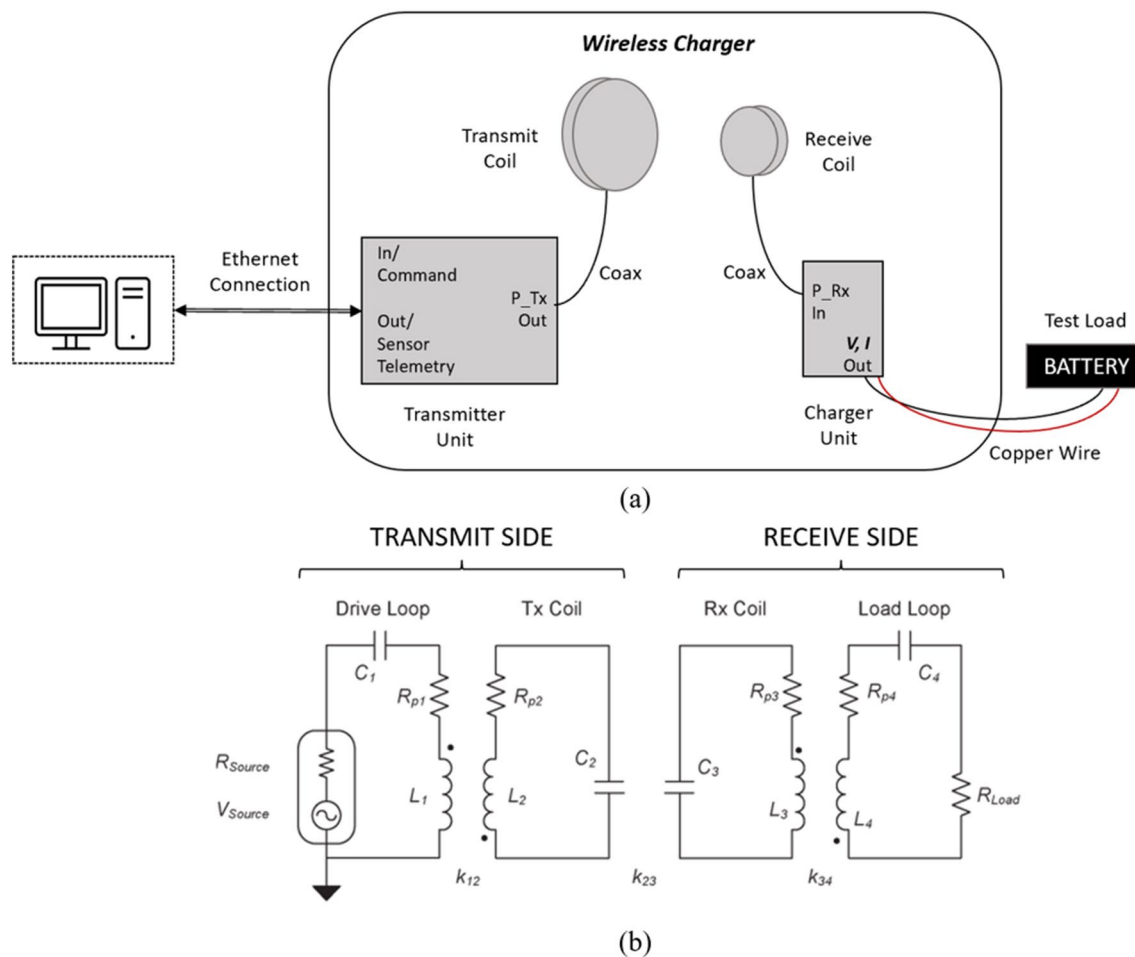 Wireless Charger
Transmit
Coil
Receive
Coil
Ethernet
Connection
In/
Command
Out/
Sensor
Telemetry
P_Tx
Out
Coax
Coax
P_Rx
In
V, I
Out
Test Load
BATTERY
Transmitter
Unit
Charger
Unit
Copper Wire
(a)
TRANSMIT SIDE
RECEIVE SIDE
Drive Loop
Tx Coil
Rx Coil
Load Loop
C1
Rp1
Rp2
Rp3
Rp4
C4
RSource
VSource
L1
L2
C2
C3
L3
L4
RLoad
k12
k23
k34
(b)